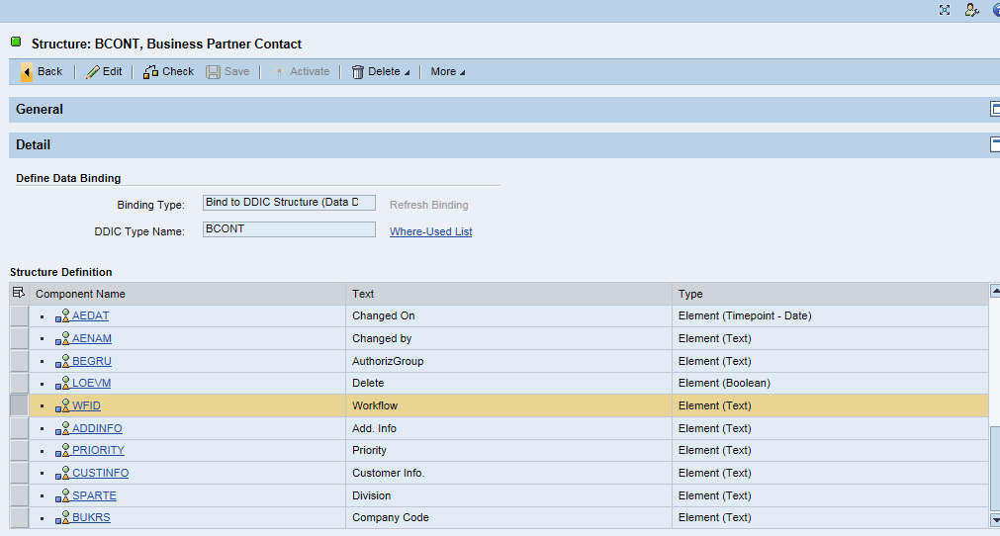 Structure: BCONT, Business Partner Contact
Back Edit Check Save Activate Delete More
General
Detail
Define Data Binding
Binding Type: Bind to DDIC Structure (Data D Refresh Binding
DDIC Type Name: BCONT Where-Used List
Structure Definition
Component Name Text Type
AEDAT Changed On Element (Timepoint - Date)
AENAM Changed by Element (Text)
BEGRU AuthorizGroup Element (Text)
LOEVM Delete Element (Boolean)
WFID Workflow Element (Text)
ADDINFO Add. Info Element (Text)
PRIORITY Priority Element (Text)
CUSTINFO Customer Info. Element (Text)
SPARTE Division Element (Text)
BUKRS Company Code Element (Text)